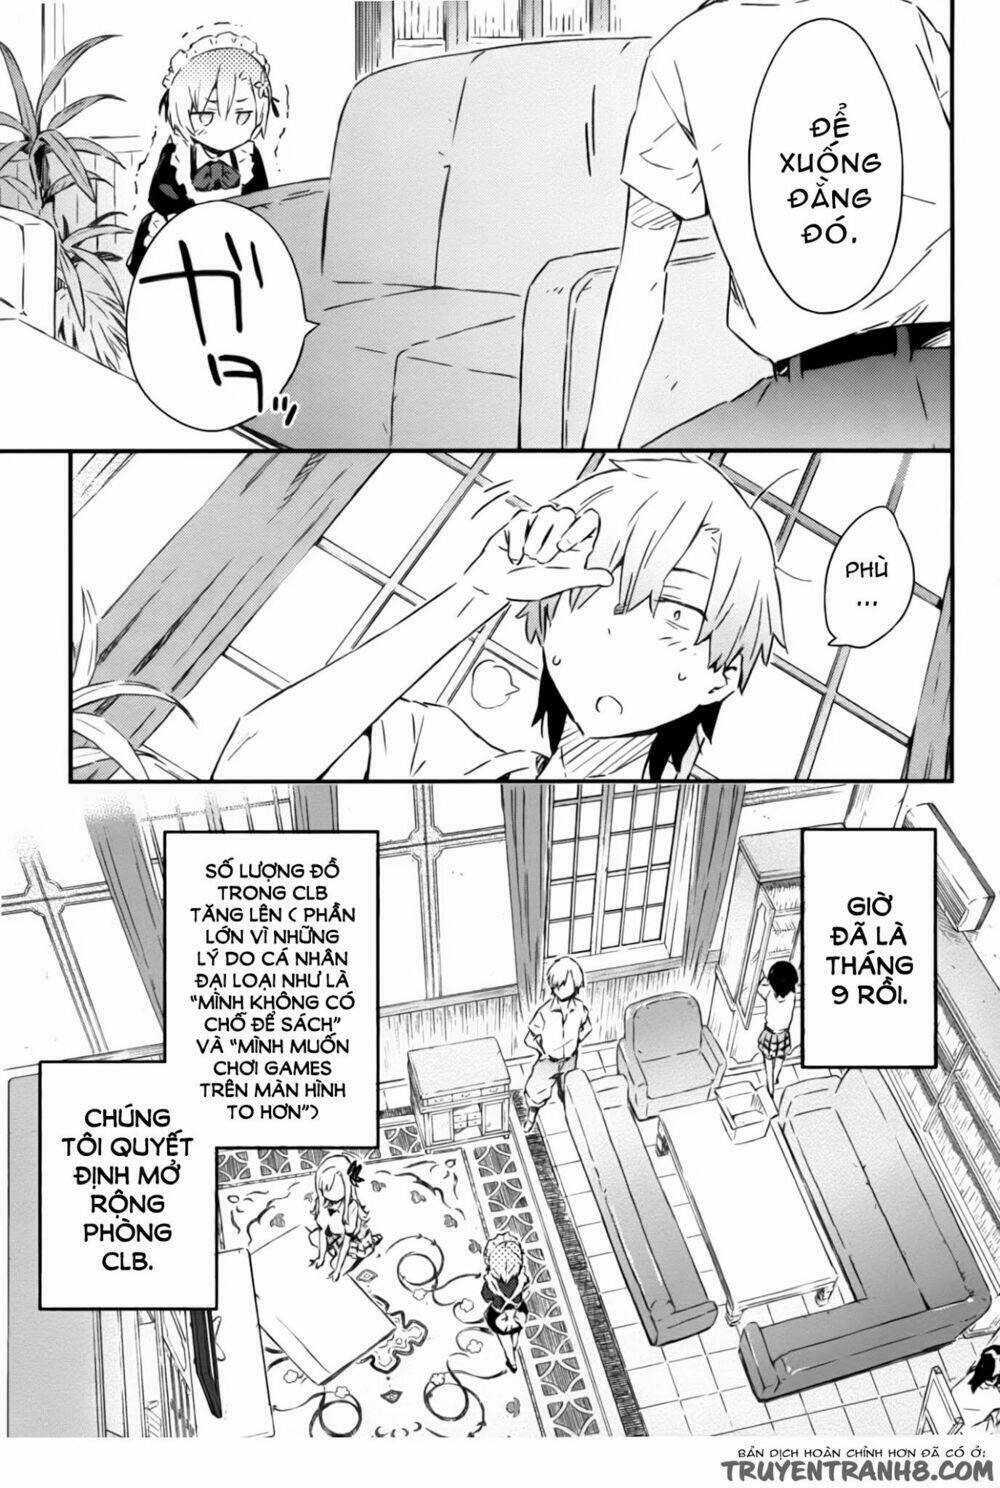 ĐỂ
XUỐNG
ĐẰNG
ĐÓ.
ガタッ
PHÙ
...
GIỜ
ĐÃ LÀ
THÁNG
9 RỒI.
SỐ LƯỢNG ĐỒ
TRONG CLB
TĂNG LÊN ( PHẦN
LỚN VÌ NHỮNG
LÝ DO CÁ NHÂN
ĐẠI LOẠI NHƯ LÀ
“MÌNH KHÔNG CÓ
CHỖ ĐỂ SÁCH”
VÀ “MÌNH MUỐN
CHƠI GAMES
TRÊN MÀN HÌNH
TO HƠN”)
CHÚNG
TÔI QUYẾT
ĐỊNH MỞ
RỘNG
PHÒNG
CLB.
BẢN DỊCH HOÀN CHỈNH HƠN ĐÃ CÓ Ở:
TRUYENTRANH8.COM